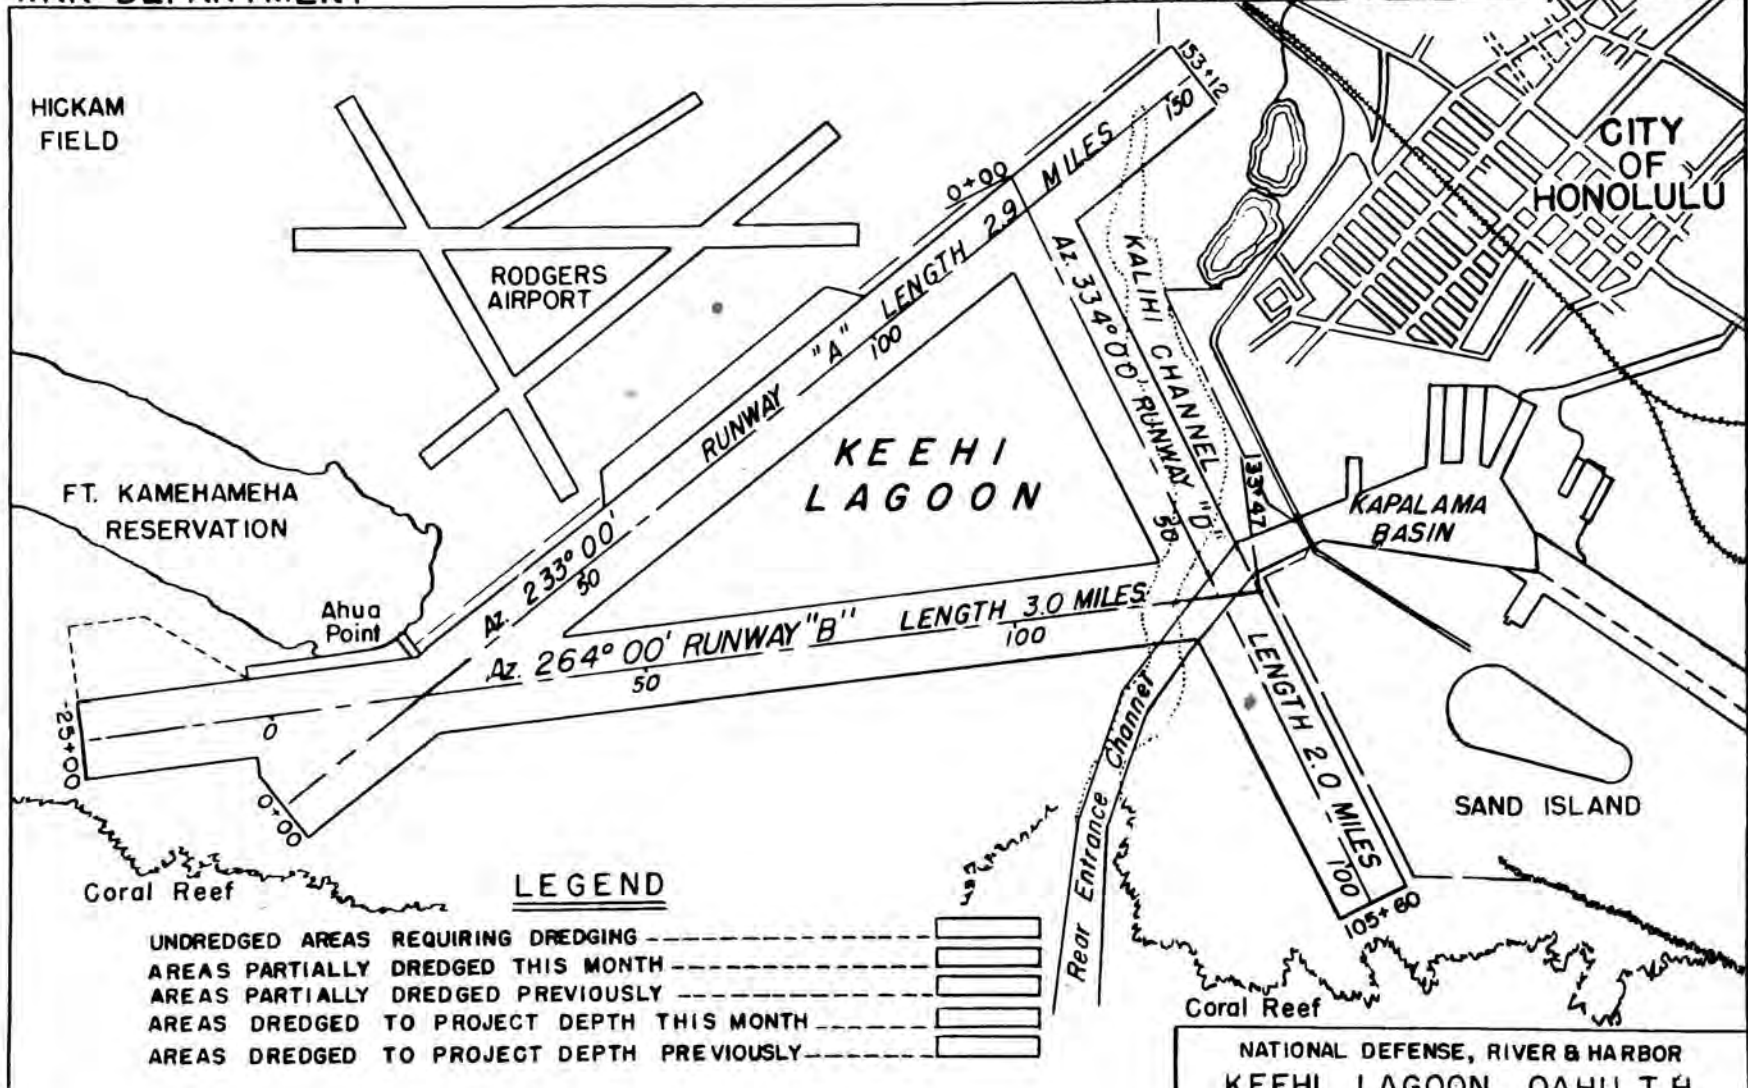 WAR DEPARTMENT
HICKAM
FIELD
RODGERS
AIRPORT
CITY
OF
HONOLULU
153+12
150
0+00
RUNWAY "A" LENGTH 2.9 MILES
100
Az. 233°00'
50
KEEHI
LAGOON
KALIHI CHANNEL
Az. 334°00' RUNWAY "D"
50
LENGTH 2.0 MILES
100
105+60
133+47
KAPALAMA
BASIN
FT. KAMEHAMEHA
RESERVATION
Ahua
Point
Az. 264°00' RUNWAY "B" LENGTH 3.0 MILES
50
100
-25+00
0
0+00
Rear Entrance Channel
SAND ISLAND
Coral Reef
Coral Reef
LEGEND
UNDREDGED AREAS REQUIRING DREDGING
AREAS PARTIALLY DREDGED THIS MONTH
AREAS PARTIALLY DREDGED PREVIOUSLY
AREAS DREDGED TO PROJECT DEPTH THIS MONTH
AREAS DREDGED TO PROJECT DEPTH PREVIOUSLY
NATIONAL DEFENSE, RIVER & HARBOR
KEEHI LAGOON, OAHU, T.H.